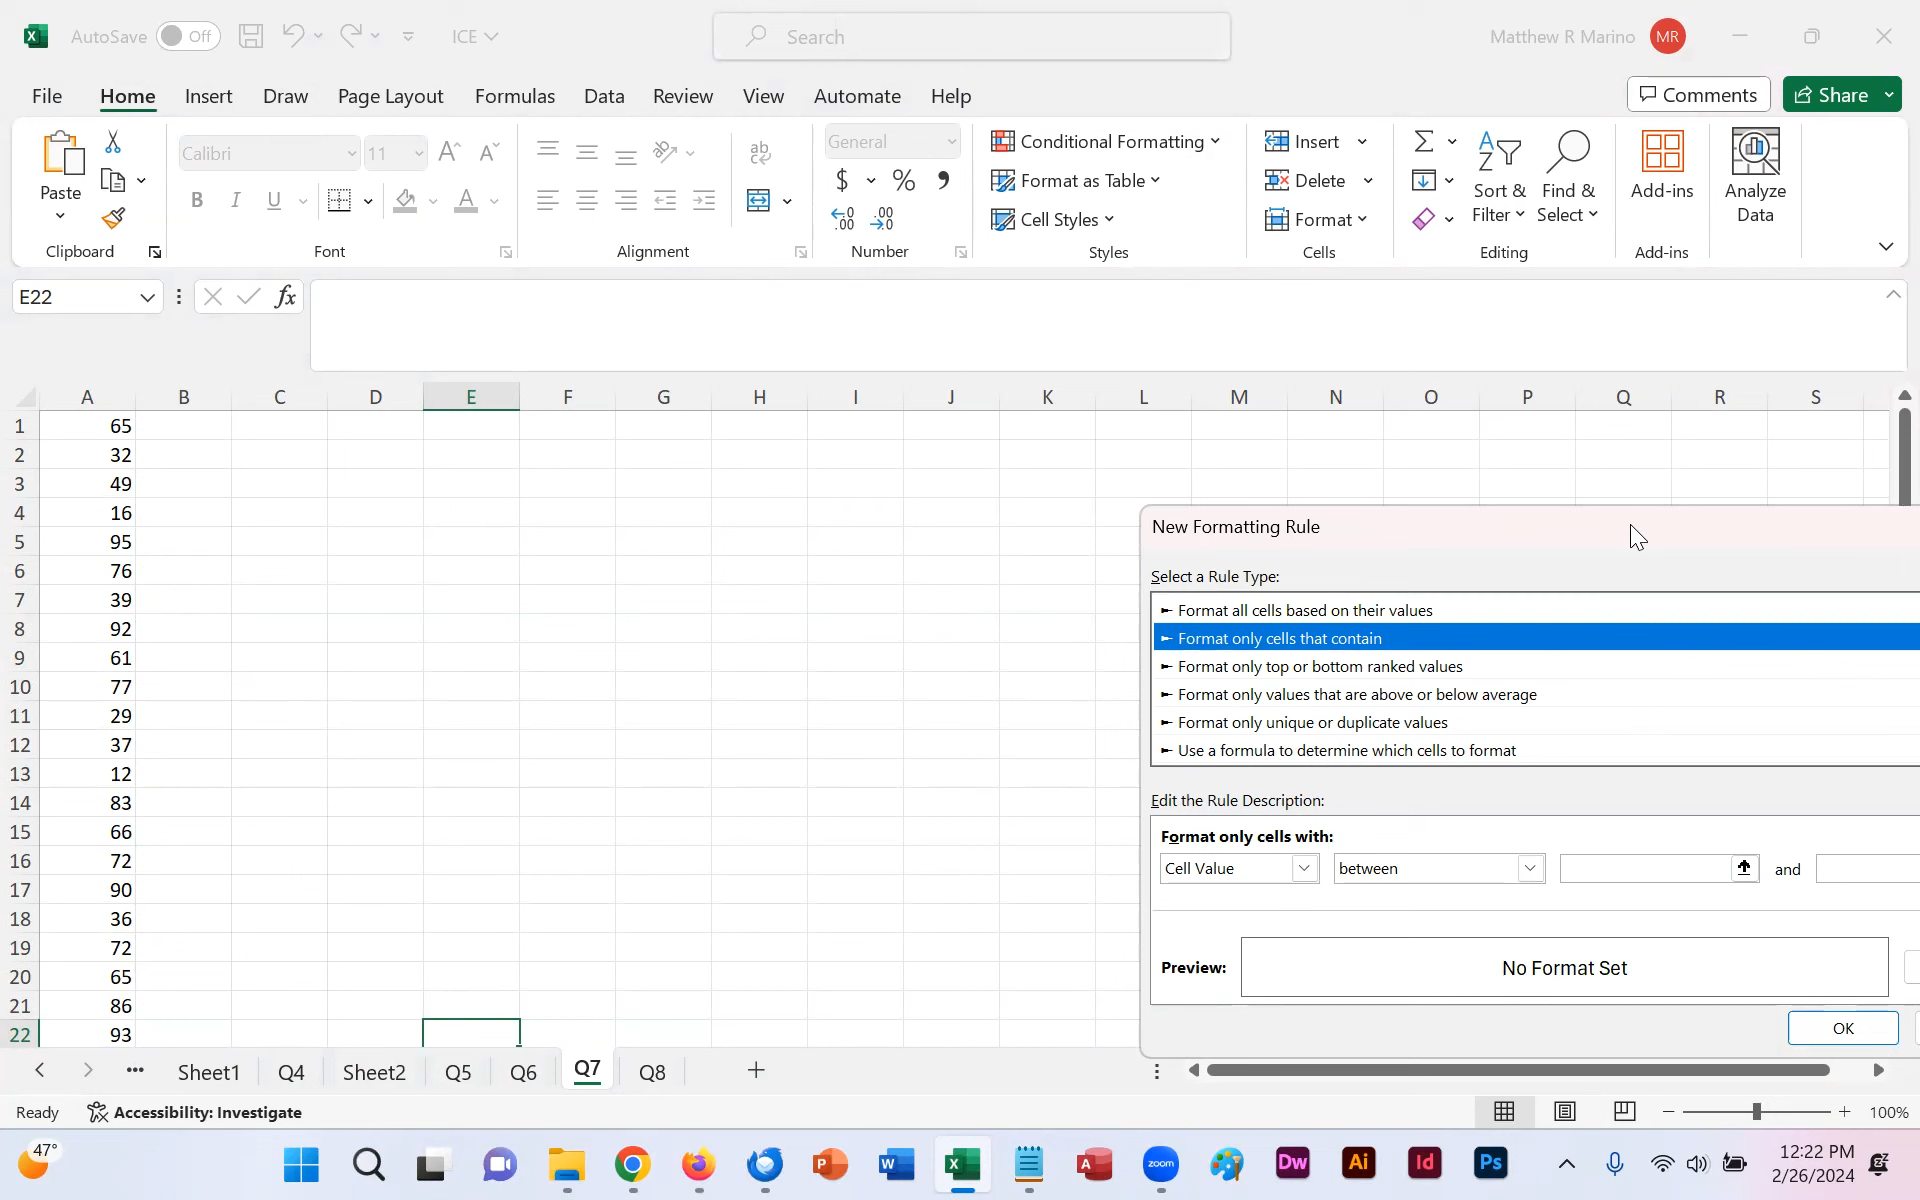 AutoSave Off ICE Search Matthew R Marino MR
File Home Insert Draw Page Layout Formulas Data Review View Automate Help Comments Share
Calibri 11 General Conditional Formatting Insert
Paste Format as Table Delete Sort & Find & Add-ins Analyze
B I U $ % Cell Styles Format Filter Select Data
Clipboard Font Alignment Number Styles Cells Editing Add-ins
E22 fx
A B C D E F G H I J K L M N O P Q R S
1 65
2 32
3 49
4 16
5 95
6 76
7 39
8 92
9 61
10 77
11 29
12 37
13 12
14 83
15 66
16 72
17 90
18 36
19 72
20 65
21 86
22 93
New Formatting Rule
Select a Rule Type:
► Format all cells based on their values
► Format only cells that contain
► Format only top or bottom ranked values
► Format only values that are above or below average
► Format only unique or duplicate values
► Use a formula to determine which cells to format
Edit the Rule Description:
Format only cells with:
Cell Value between and
Preview: No Format Set
OK
Sheet1 Q4 Sheet2 Q5 Q6 Q7 Q8
Ready Accessibility: Investigate 100%
47° P W X A zoom Dw Ai Id Ps 12:22 PM
2/26/2024